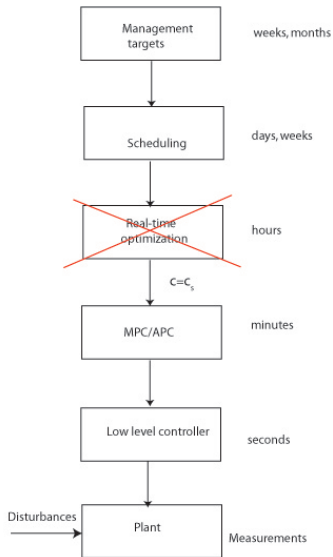 Management
targets
weeks, months
Scheduling
days, weeks
Real-time
optimization
hours
c=cₛ
MPC/APC
minutes
Low level controller
seconds
Disturbances
Plant
Measurements